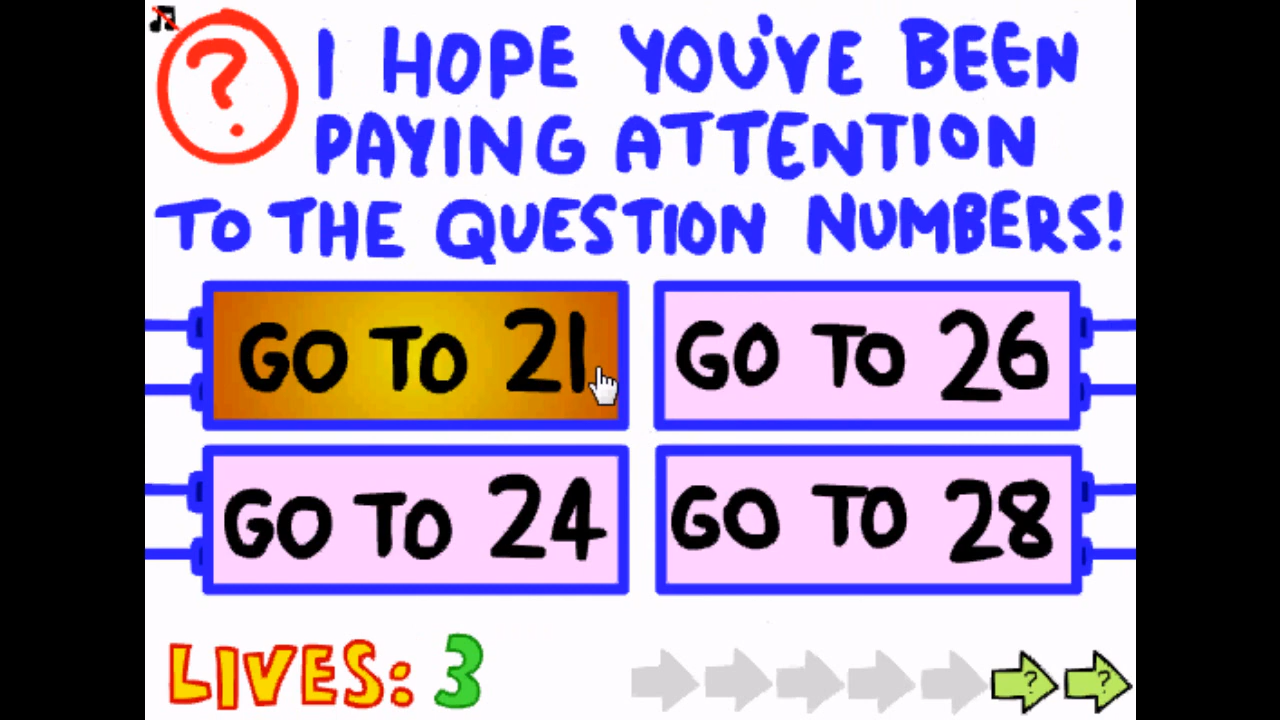 ?
I HOPE YOU'VE BEEN
PAYING ATTENTION
TO THE QUESTION NUMBERS!
GO TO 21
GO TO 26
GO TO 24
GO TO 28
LIVES: 3
? ?